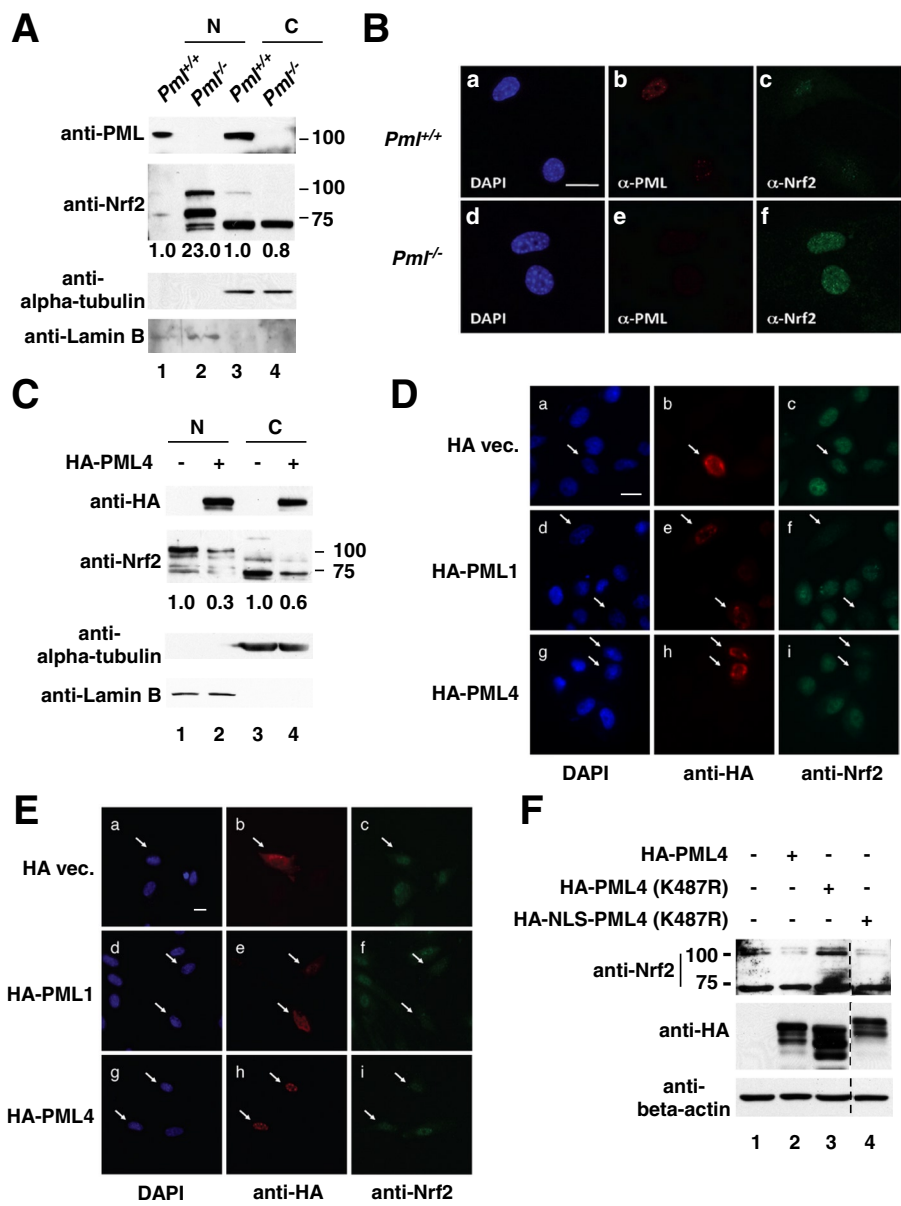 A
N C
Pml+/+ Pml-/- Pml+/+ Pml-/-
anti-PML
100
anti-Nrf2
100
75
1.0 23.0 1.0 0.8
anti-
alpha-tubulin
anti-Lamin B
1 2 3 4
B
Pml+/+
a b c
DAPI α-PML α-Nrf2
Pml-/-
d e f
DAPI α-PML α-Nrf2
C
N C
HA-PML4 - + - +
anti-HA
anti-Nrf2
100
75
1.0 0.3 1.0 0.6
anti-
alpha-tubulin
anti-Lamin B
1 2 3 4
D
HA vec.
a b c
HA-PML1
d e f
HA-PML4
g h i
DAPI anti-HA anti-Nrf2
E
HA vec.
a b c
HA-PML1
d e f
HA-PML4
g h i
DAPI anti-HA anti-Nrf2
F
HA-PML4 - + - -
HA-PML4 (K487R) - - + -
HA-NLS-PML4 (K487R) - - - +
anti-Nrf2
100
75
anti-HA
anti-
beta-actin
1 2 3 4